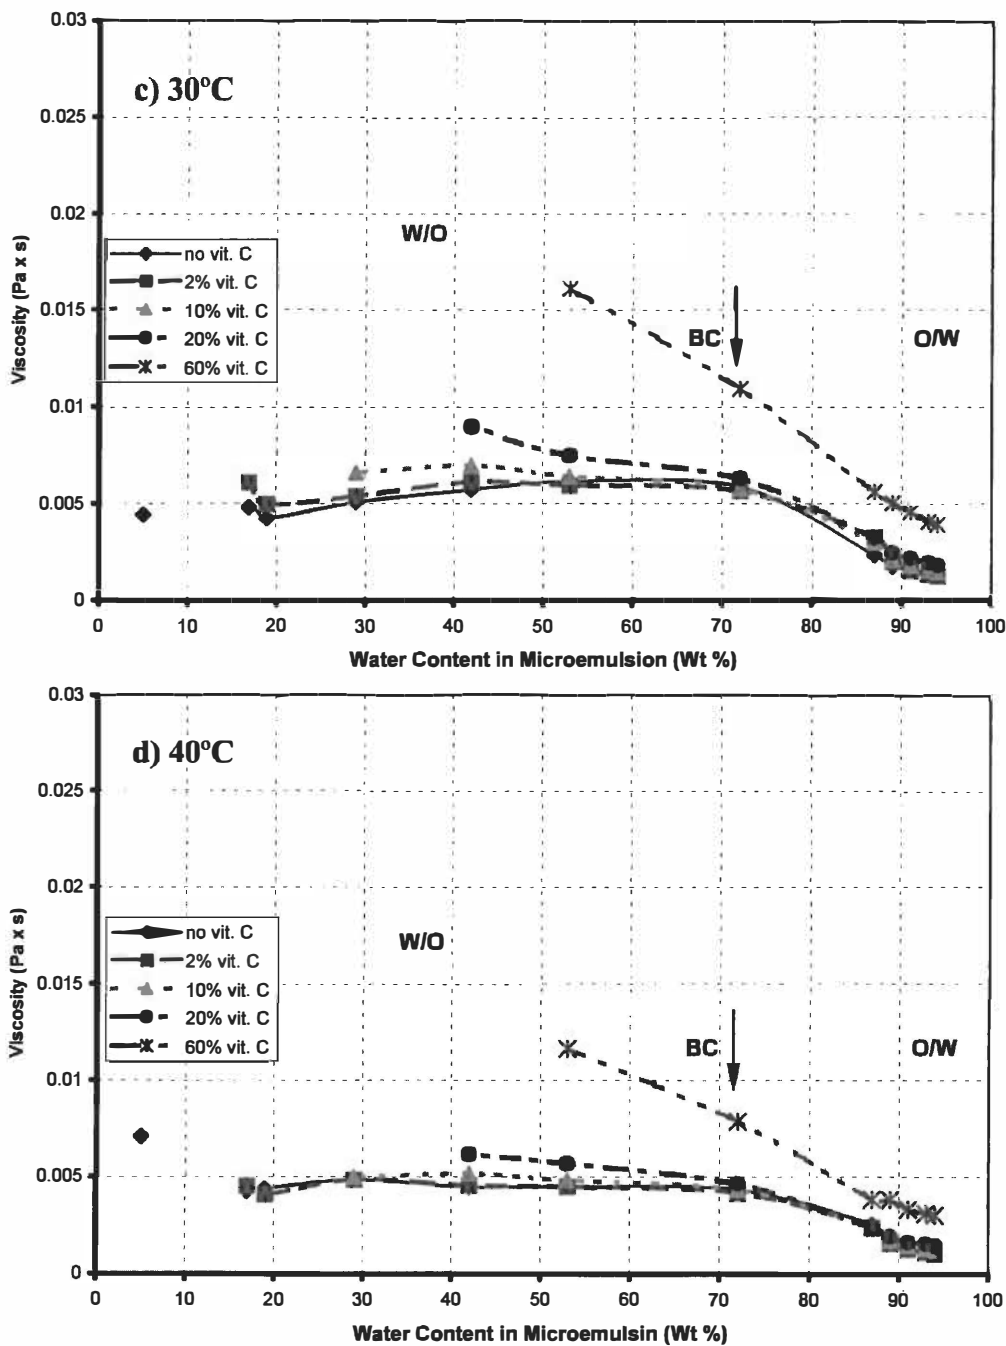 0.03
c) 30ºC
0.025
0.02
W/O
no vit. C
2% vit. C
0.015
10% vit. C
BC
O/W
20% vit. C
60% vit. C
0.01
0.005
0
Viscosity (Pa x s)
0 10 20 30 40 50 60 70 80 90 100
Water Content in Microemulsion (Wt %)
0.03
d) 40ºC
0.025
0.02
W/O
no vit. C
2% vit. C
0.015
10% vit. C
20% vit. C
BC
O/W
60% vit. C
0.01
0.005
0
Viscosity (Pa x s)
0 10 20 30 40 50 60 70 80 90 100
Water Content in Microemulsin (Wt %)